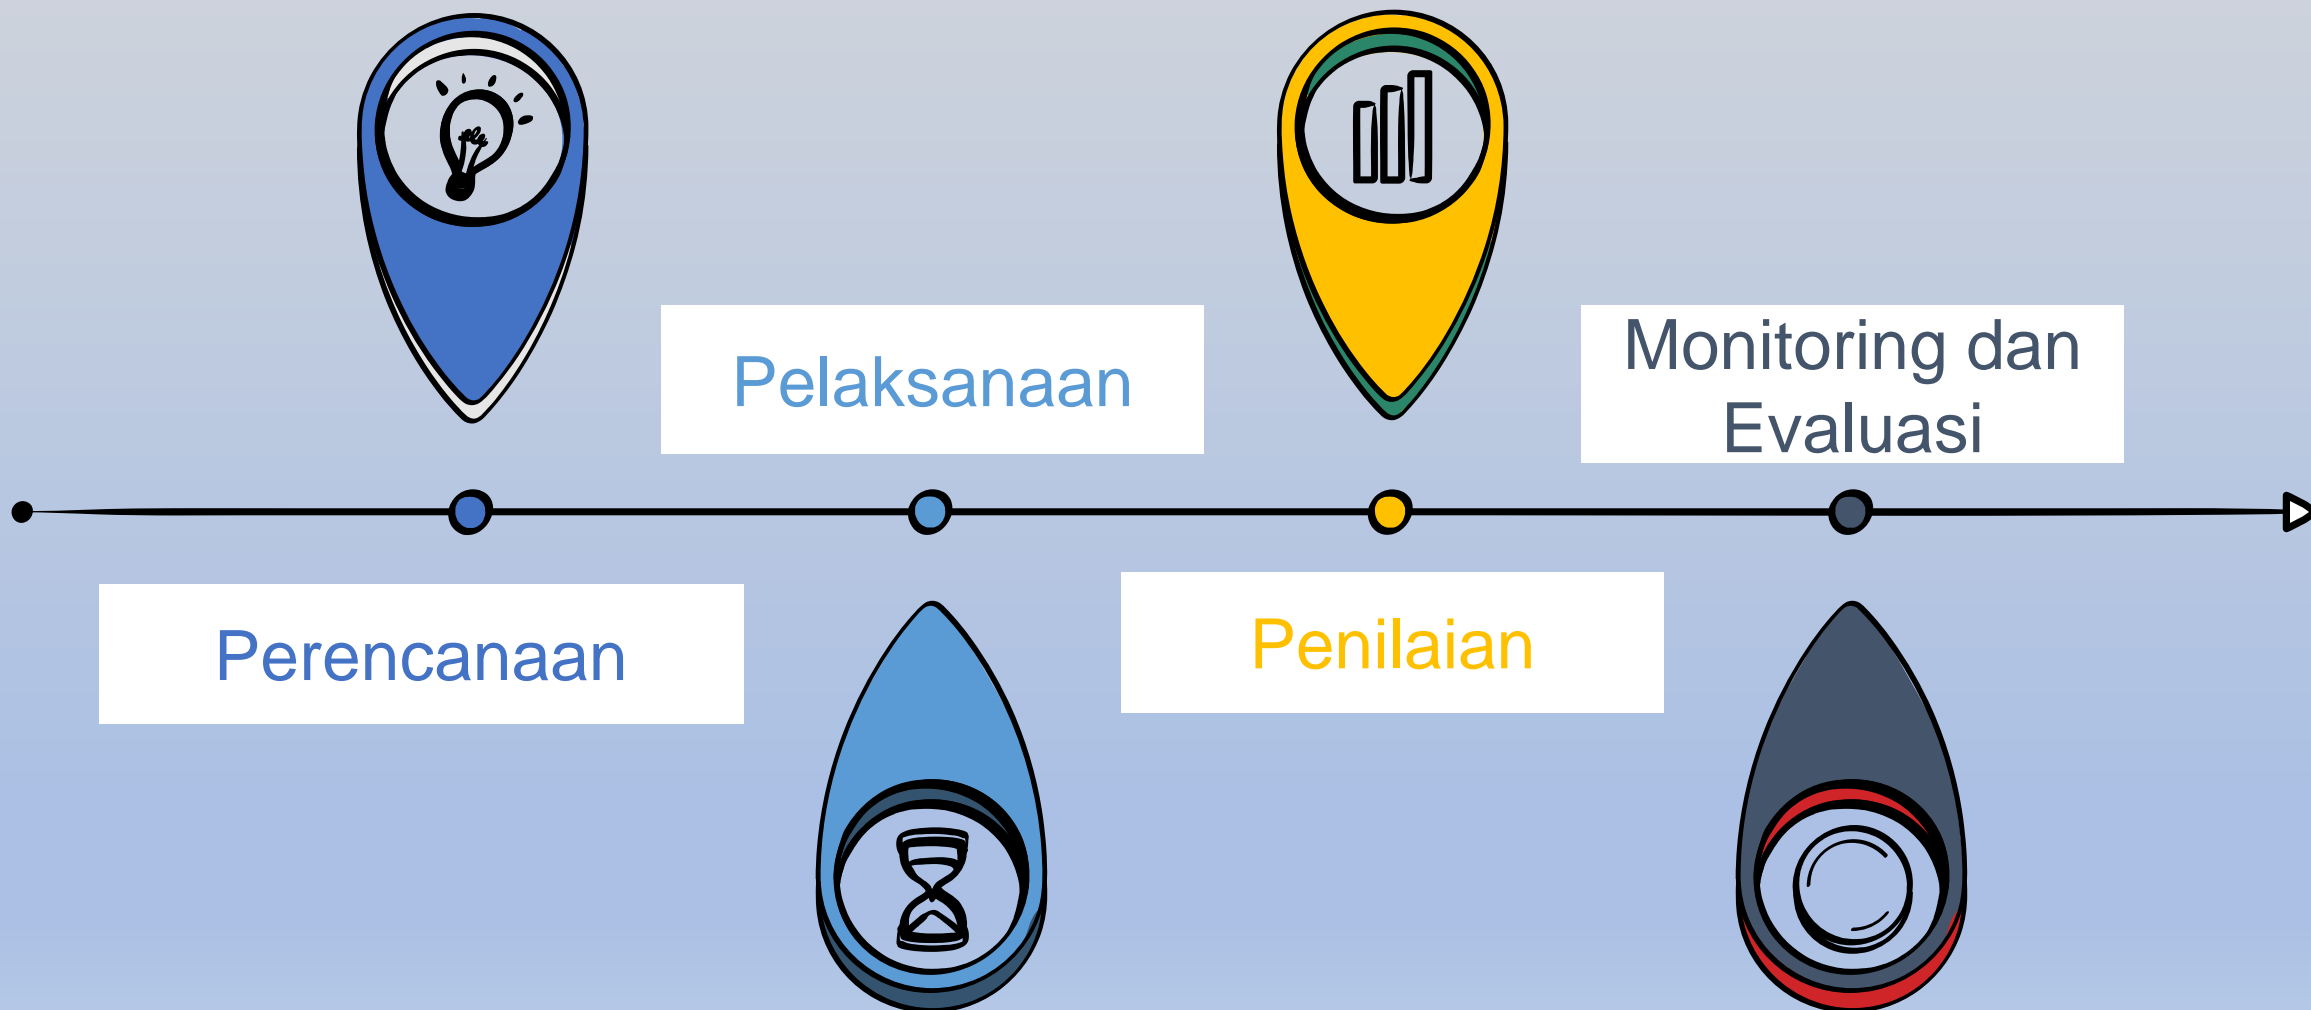 Perencanaan
Pelaksanaan
Penilaian
Monitoring dan
Evaluasi